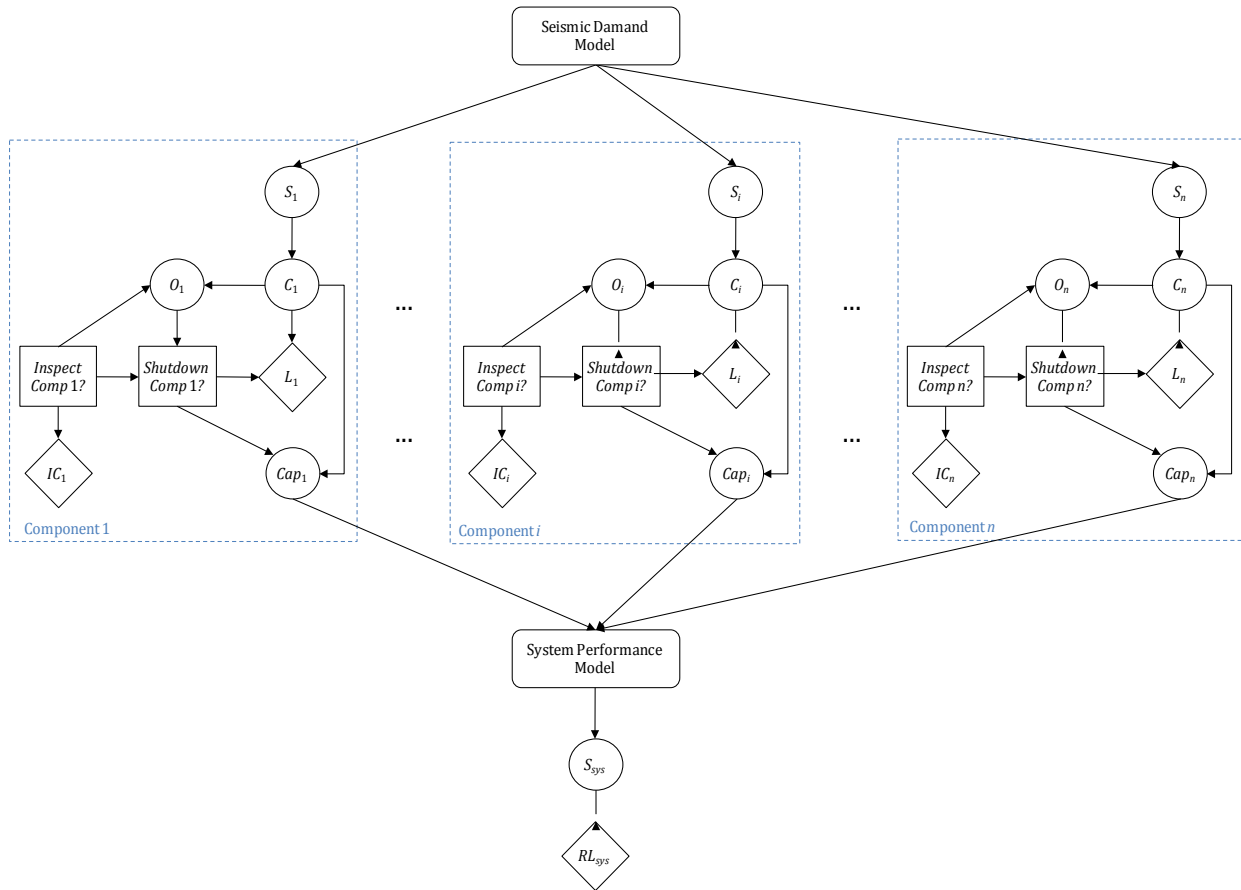 Seismic Damand
Model
S₁
Sᵢ
Sₙ
O₁
C₁
Oᵢ
Cᵢ
Oₙ
Cₙ
...
...
Inspect
Comp 1?
Shutdown
Comp 1?
L₁
Inspect
Comp i?
Shutdown
Comp i?
Lᵢ
Inspect
Comp n?
Shutdown
Comp n?
Lₙ
...
...
IC₁
Cap₁
ICᵢ
Capᵢ
ICₙ
Capₙ
Component 1
Component i
Component n
System Performance
Model
S_sys
RL_sys